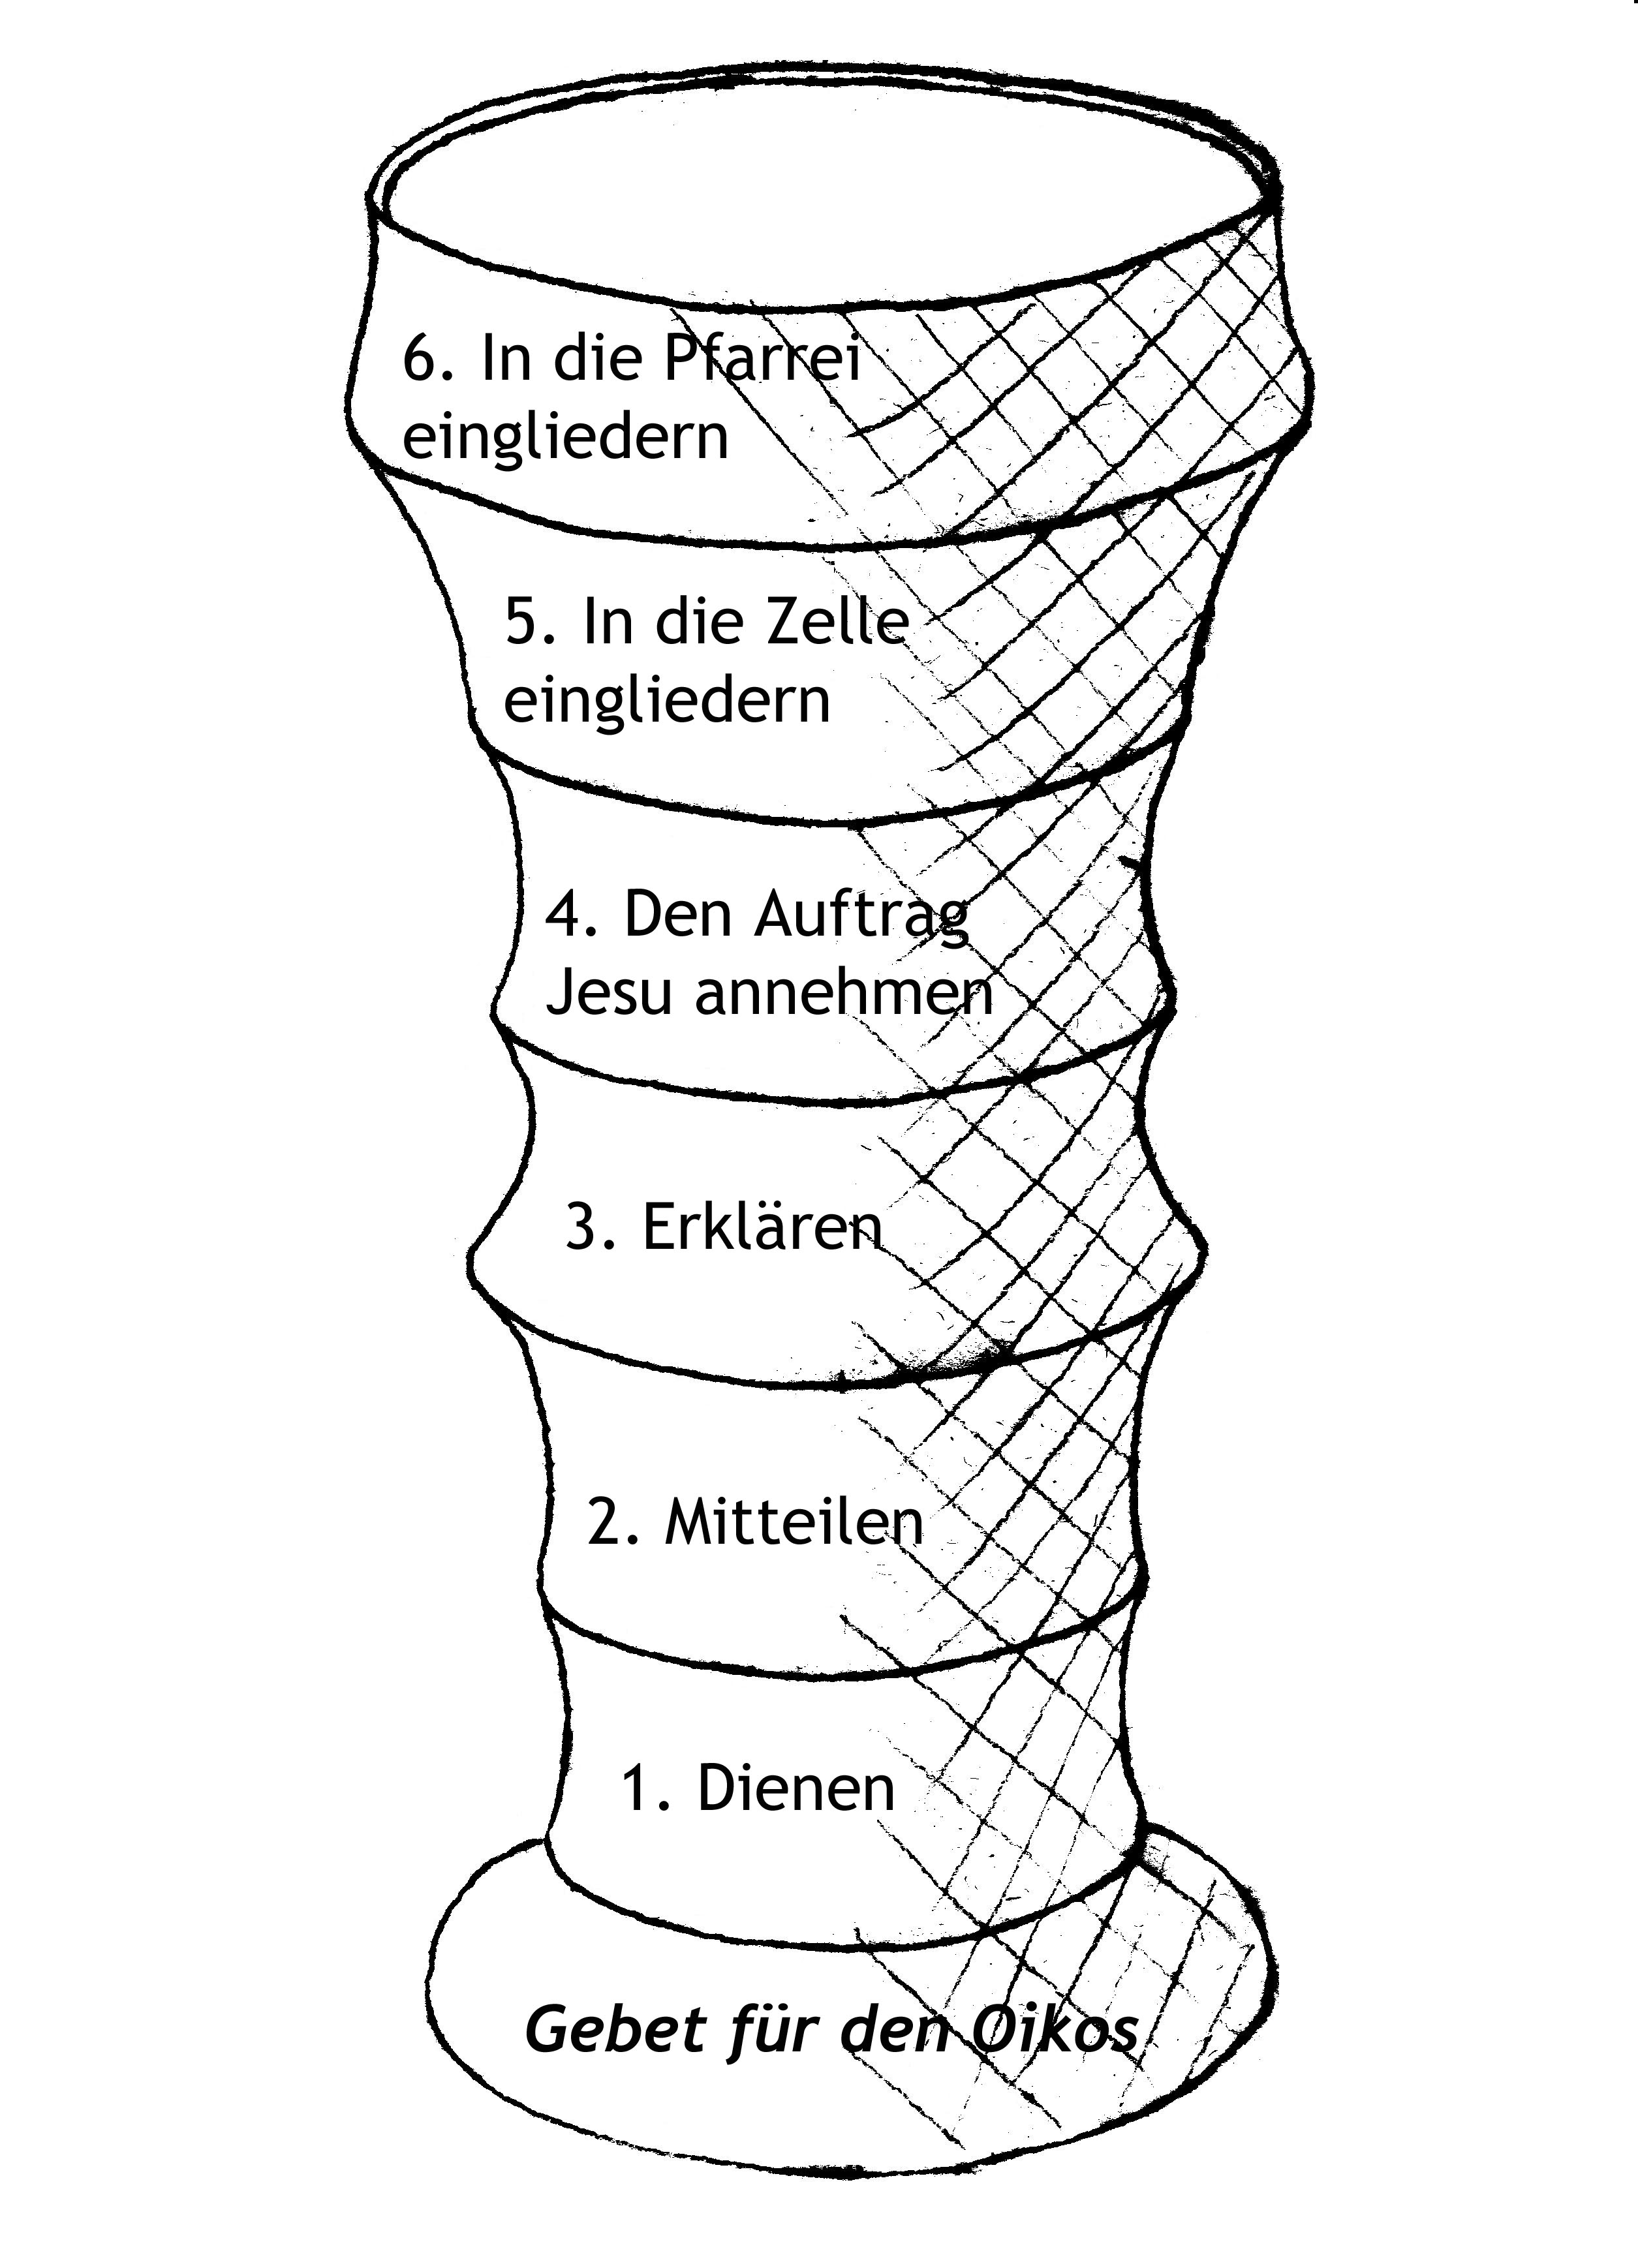 6. In die Pfarrei
eingliedern
5. In die Zelle
eingliedern
4. Den Auftrag
Jesu annehmen
3. Erklären
2. Mitteilen
1. Dienen
Gebet für den Oikos